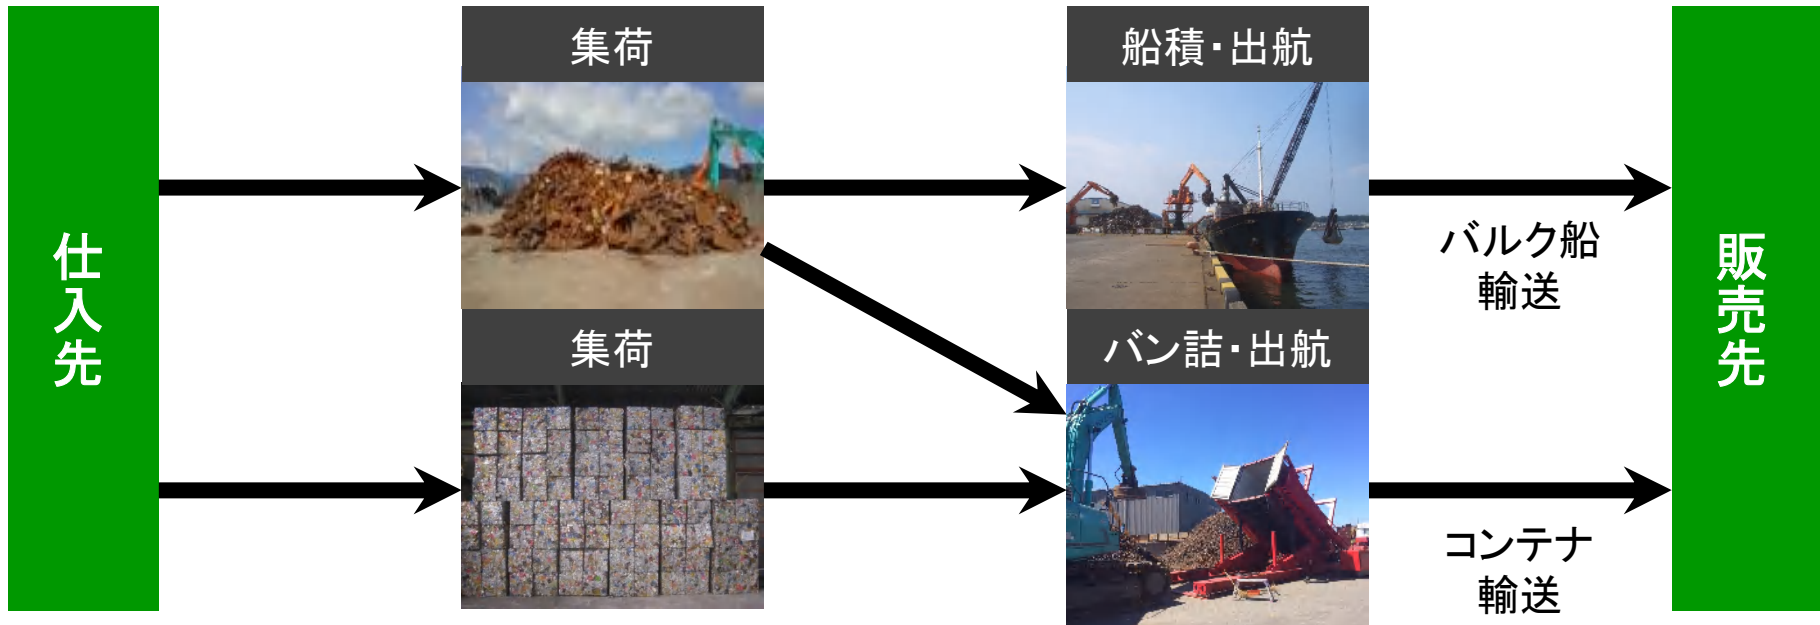 仕入先
集荷
船積・出航
バルク船
輸送
集荷
バン詰・出航
コンテナ
輸送
販売先